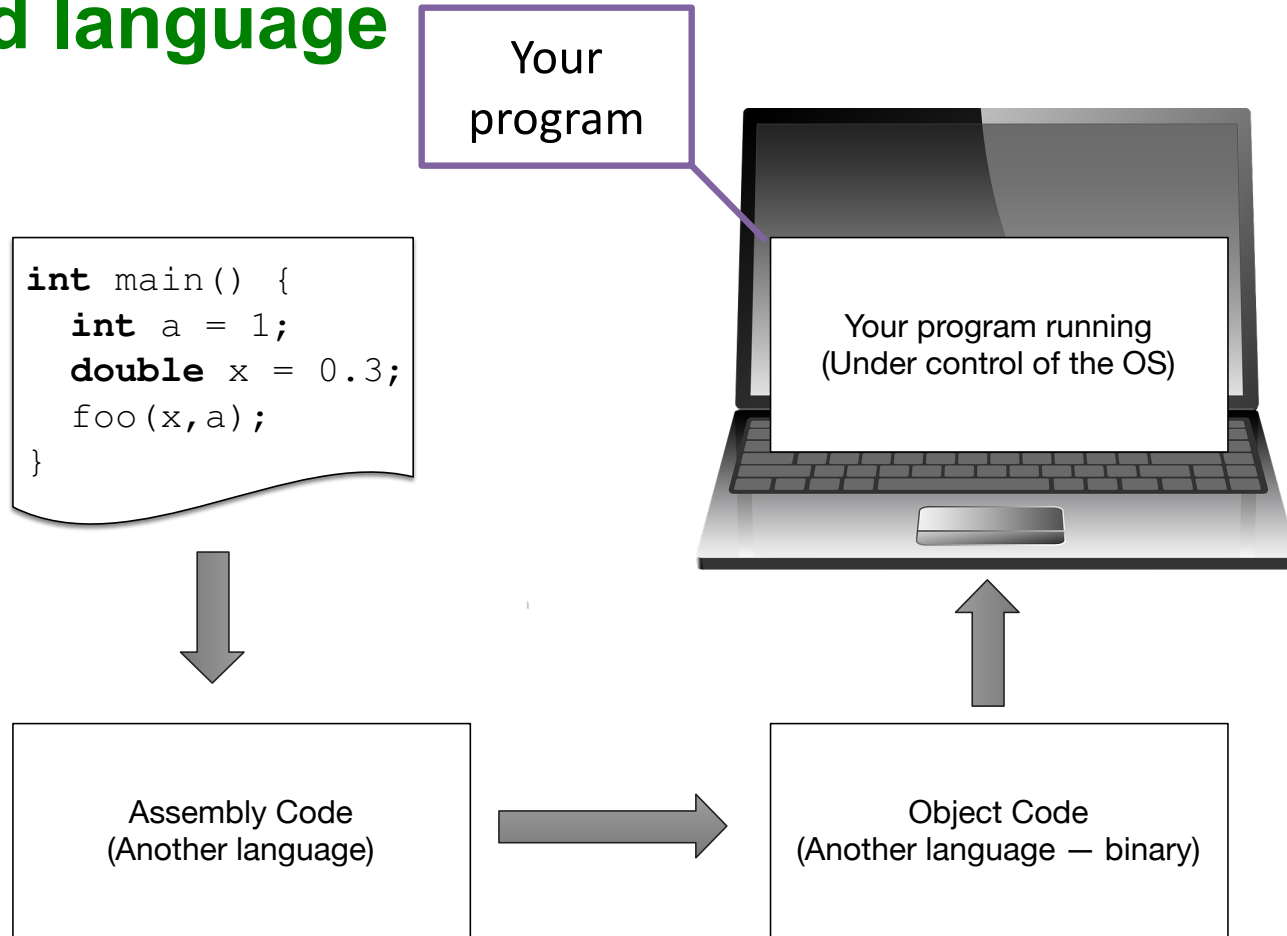 d language
Your
program
int main() {
int a = 1;
double x = 0.3;
foo(x,a);
}
Your program running
(Under control of the OS)
Assembly Code
(Another language)
Object Code
(Another language — binary)